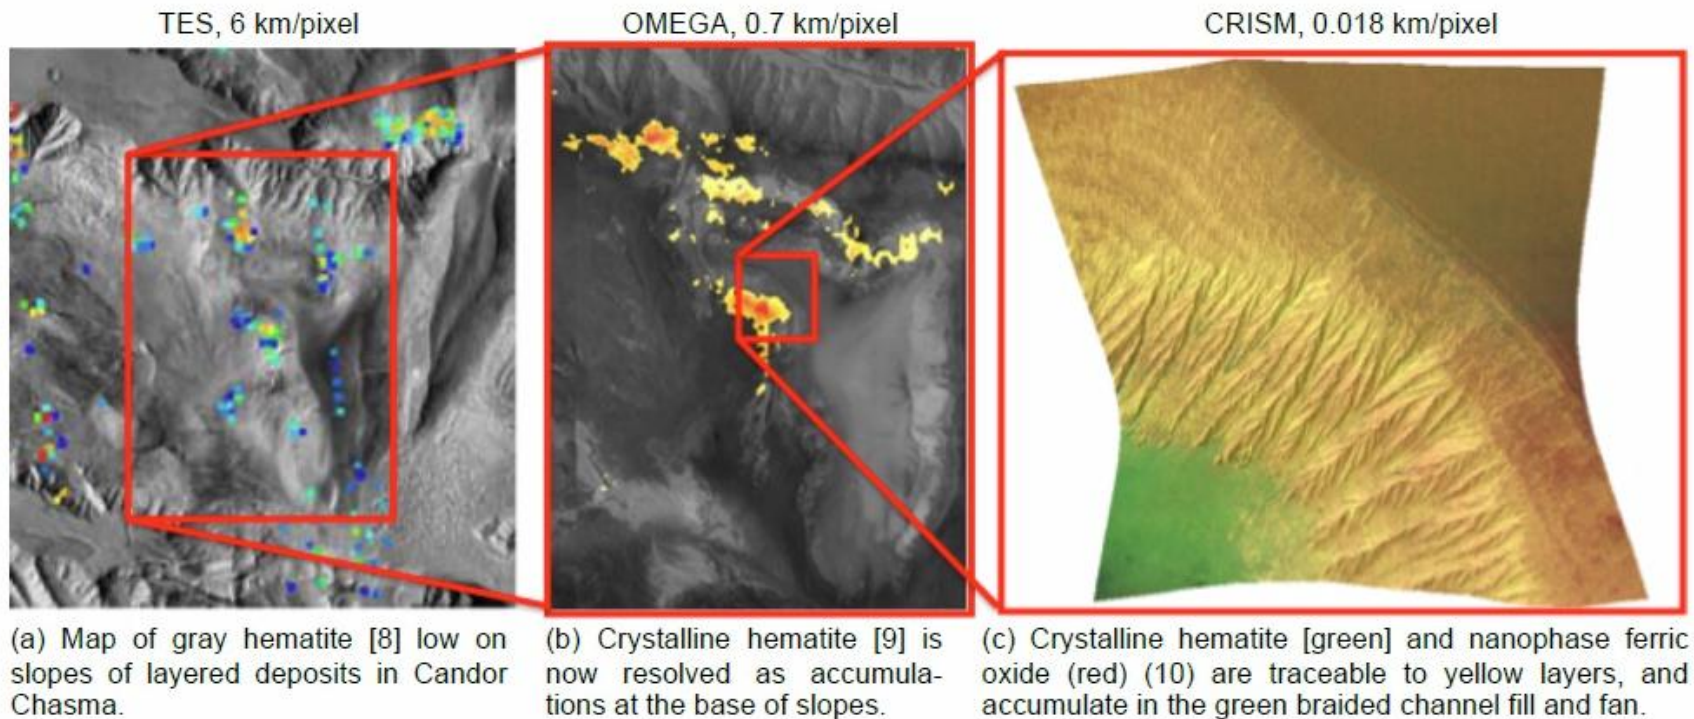 TES, 6 km/pixel
OMEGA, 0.7 km/pixel
CRISM, 0.018 km/pixel
(a) Map of gray hematite [8] low on
slopes of layered deposits in Candor
Chasma.
(b) Crystalline hematite [9] is
now resolved as accumula-
tions at the base of slopes.
(c) Crystalline hematite [green] and nanophase ferric
oxide (red) (10) are traceable to yellow layers, and
accumulate in the green braided channel fill and fan.